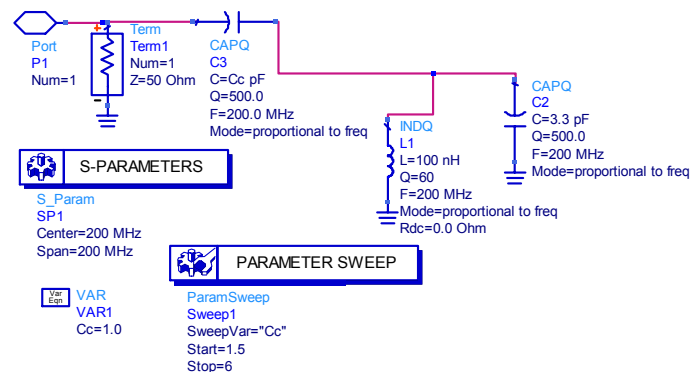 Port
P1
Num=1
+
Term
Term1
Num=1
Z=50 Ohm
-
CAPQ
C3
C=Cc pF
Q=500.0
F=200.0 MHz
Mode=proportional to freq
INDQ
L1
L=100 nH
Q=60
F=200 MHz
Mode=proportional to freq
Rdc=0.0 Ohm
CAPQ
C2
C=3.3 pF
Q=500.0
F=200 MHz
Mode=proportional to freq
S-PARAMETERS
S_Param
SP1
Center=200 MHz
Span=200 MHz
PARAMETER SWEEP
ParamSweep
Sweep1
SweepVar="Cc"
Start=1.5
Stop=6
Var
Eqn
VAR
VAR1
Cc=1.0